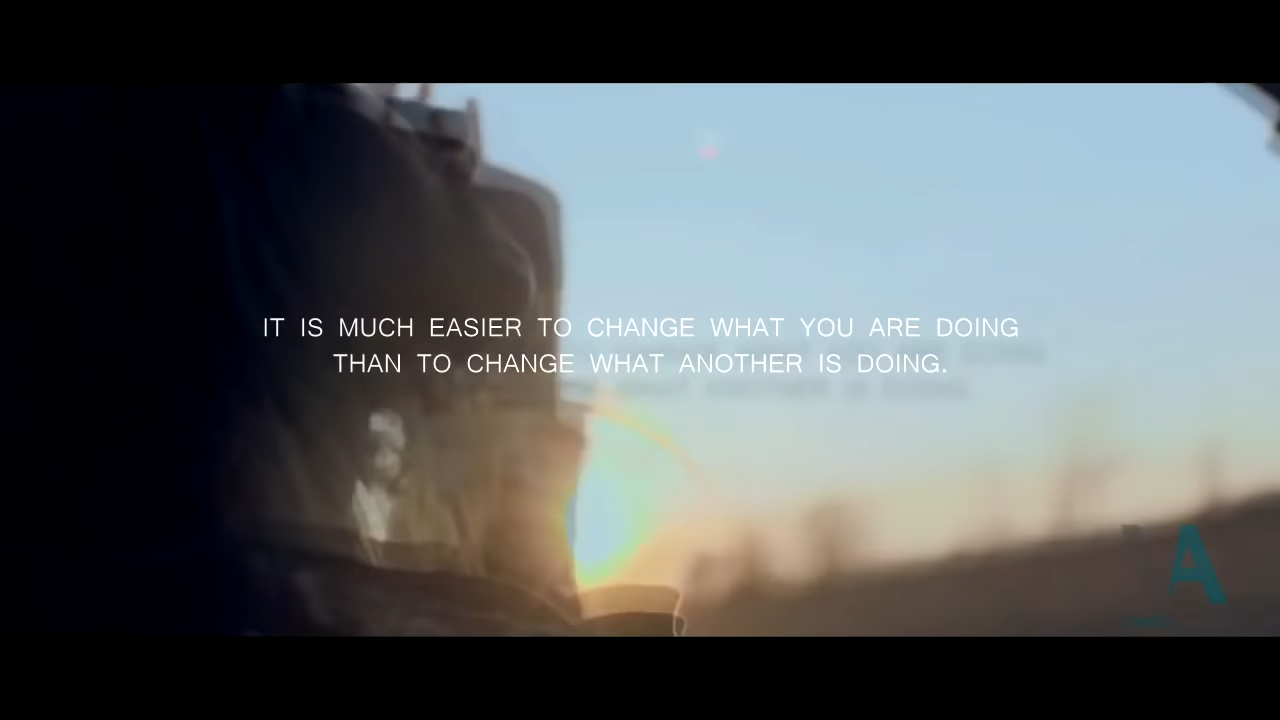 IT IS MUCH EASIER TO CHANGE WHAT YOU ARE DOING
THAN TO CHANGE WHAT ANOTHER IS DOING.
A